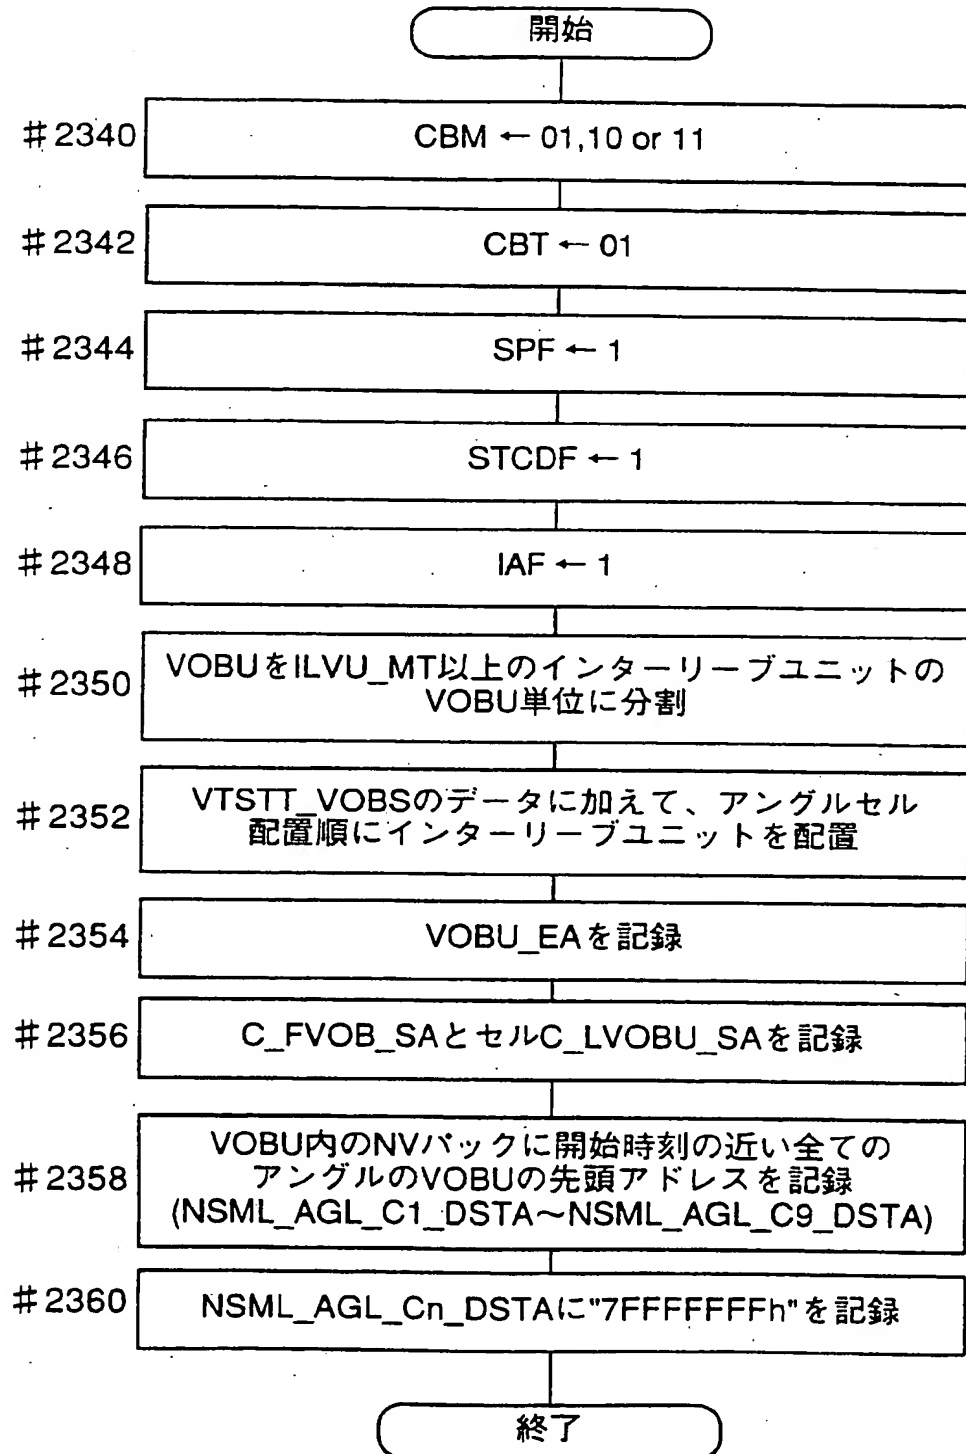 開始
#2340
CBM ← 01,10 or 11
#2342
CBT ← 01
#2344
SPF ← 1
#2346
STCDF ← 1
#2348
IAF ← 1
#2350
VOBUをILVU_MT以上のインターリーブユニットの
VOBU単位に分割
#2352
VTSTT_VOBSのデータに加えて、アングルセル
配置順にインターリーブユニットを配置
#2354
VOBU_EAを記録
#2356
C_FVOB_SAとセルC_LVOBU_SAを記録
#2358
VOBU内のNVパックに開始時刻の近い全ての
アングルのVOBUの先頭アドレスを記録
(NSML_AGL_C1_DSTA～NSML_AGL_C9_DSTA)
#2360
NSML_AGL_Cn_DSTAに"7FFFFFFFh"を記録
終了